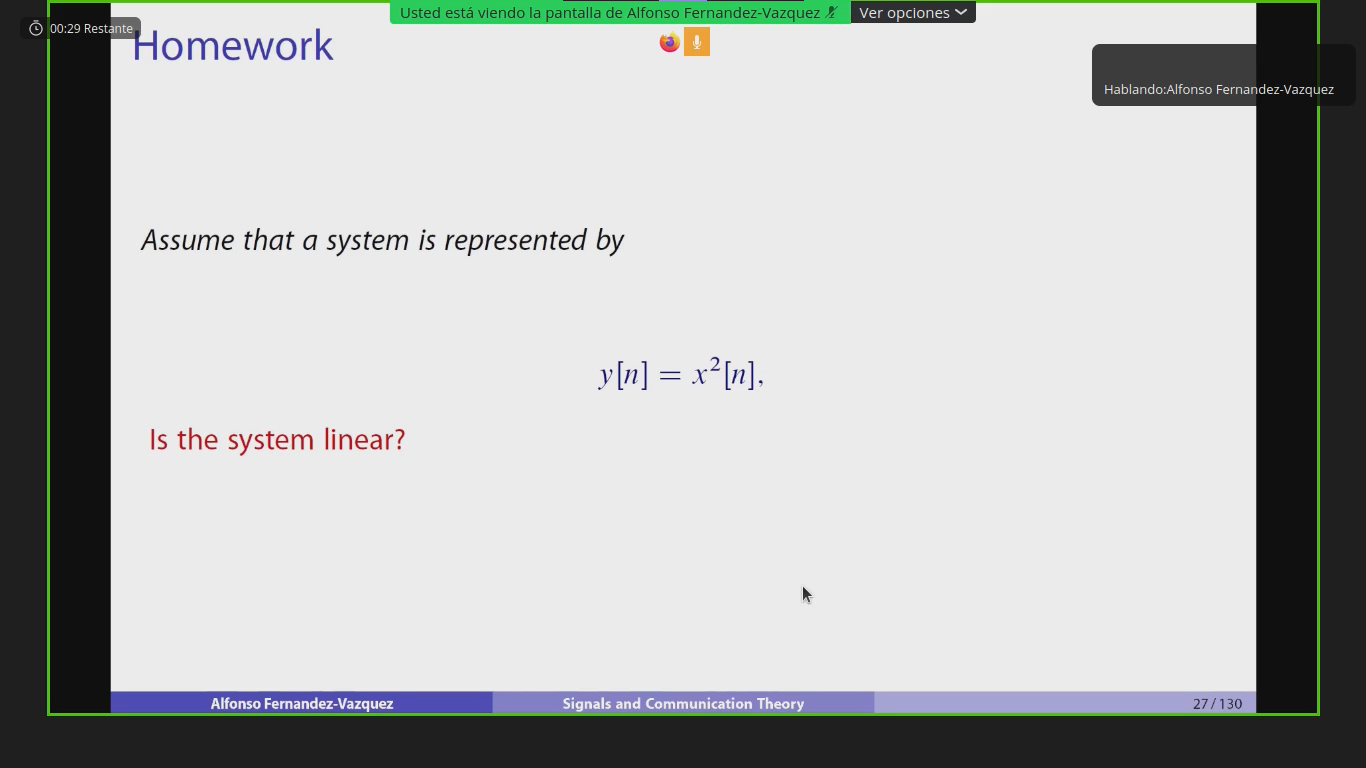 Usted está viendo la pantalla de Alfonso Fernandez-Vazquez
Ver opciones
00:29 Restante
Homework
Hablando:Alfonso Fernandez-Vazquez
Assume that a system is represented by
y[n] = x²[n],
Is the system linear?
Alfonso Fernandez-Vazquez
Signals and Communication Theory
27 / 130